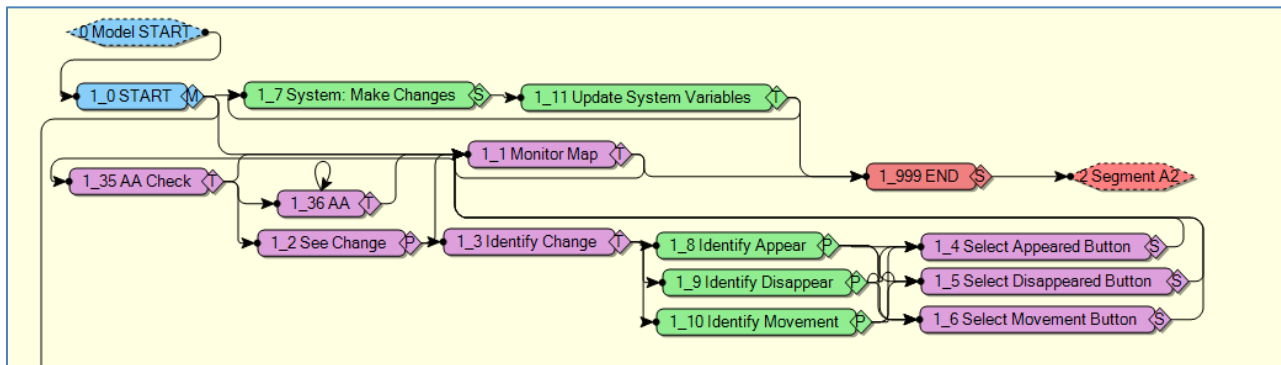 0 Model START
1_0 START M
1_7 System: Make Changes S
1_11 Update System Variables T
1_1 Monitor Map T
1_35 AA Check T
1_999 END S
2 Segment A2
1_36 AA T
1_2 See Change P
1_3 Identify Change T
1_8 Identify Appear P
1_4 Select Appeared Button S
1_9 Identify Disappear P
1_5 Select Disappeared Button S
1_10 Identify Movement P
1_6 Select Movement Button S